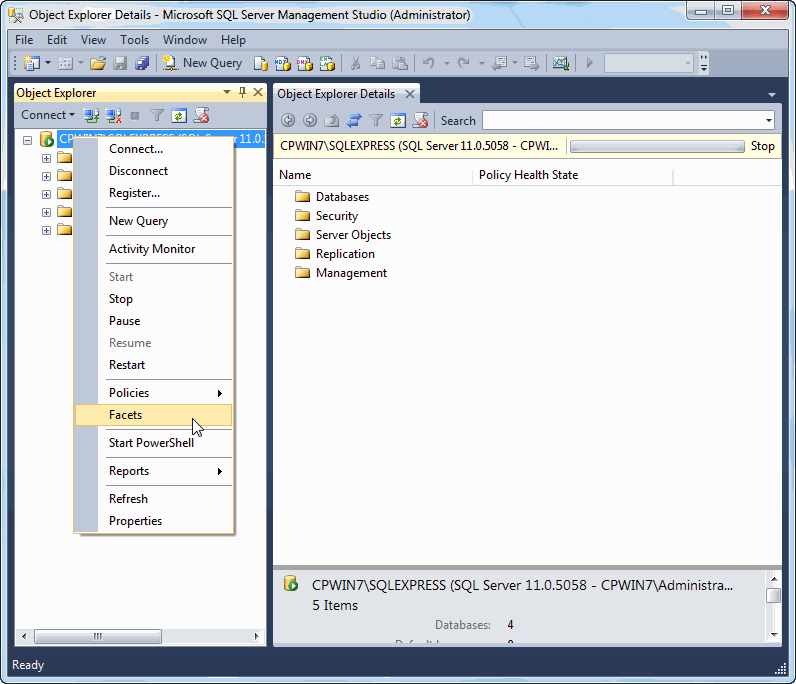 Object Explorer Details - Microsoft SQL Server Management Studio (Administrator)
File Edit View Tools Window Help
New Query
Object Explorer
Connect
CPWIN7\SQLEXPRESS (SQL Server 11.0.
Connect...
Disconnect
Register...
New Query
Activity Monitor
Start
Stop
Pause
Resume
Restart
Policies
Facets
Start PowerShell
Reports
Refresh
Properties
Object Explorer Details
Search
CPWIN7\SQLEXPRESS (SQL Server 11.0.5058 - CPWI... Stop
Name Policy Health State
Databases
Security
Server Objects
Replication
Management
CPWIN7\SQLEXPRESS (SQL Server 11.0.5058 - CPWIN7\Administra...
5 Items
Databases: 4
Ready